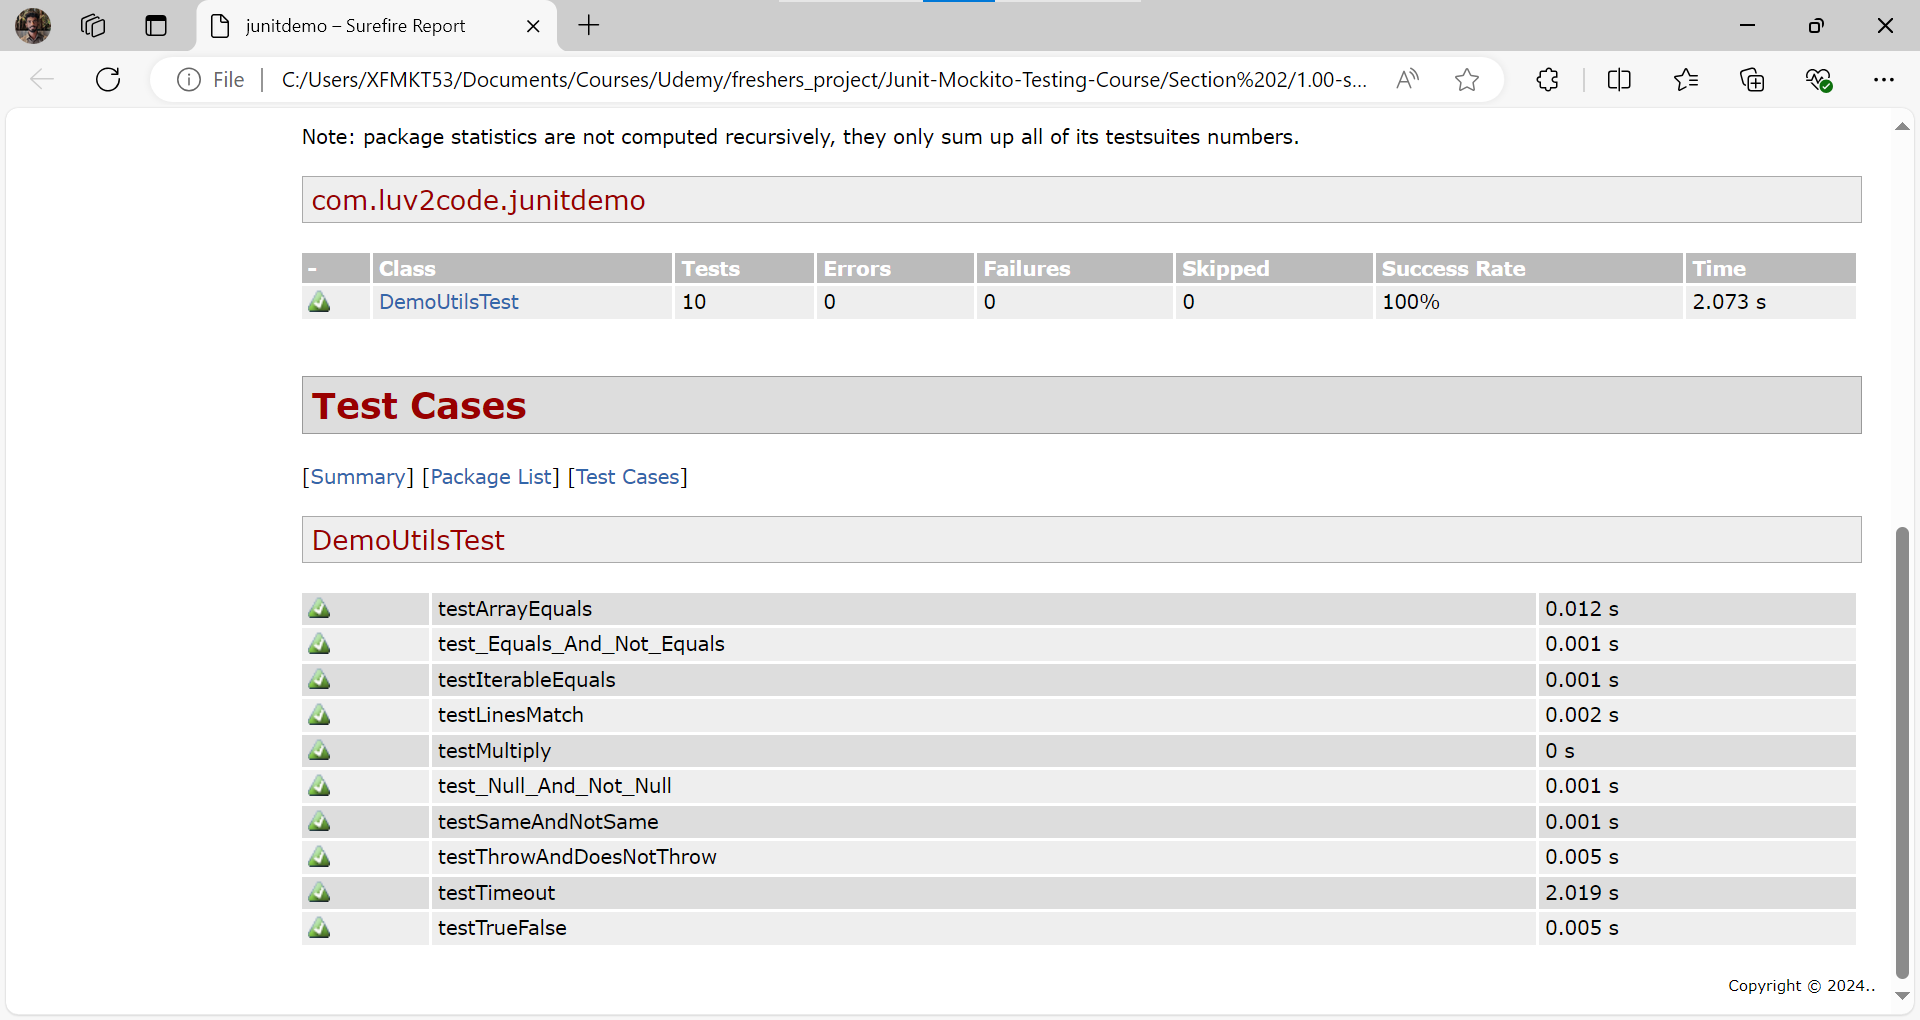 junitdemo – Surefire Report
File
C:/Users/XFMKT53/Documents/Courses/Udemy/freshers_project/Junit-Mockito-Testing-Course/Section%202/1.00-s...
Note: package statistics are not computed recursively, they only sum up all of its testsuites numbers.
com.luv2code.junitdemo
- Class Tests Errors Failures Skipped Success Rate Time
DemoUtilsTest 10 0 0 0 100% 2.073 s
Test Cases
[Summary] [Package List] [Test Cases]
DemoUtilsTest
testArrayEquals 0.012 s
test_Equals_And_Not_Equals 0.001 s
testIterableEquals 0.001 s
testLinesMatch 0.002 s
testMultiply 0 s
test_Null_And_Not_Null 0.001 s
testSameAndNotSame 0.001 s
testThrowAndDoesNotThrow 0.005 s
testTimeout 2.019 s
testTrueFalse 0.005 s
Copyright © 2024..